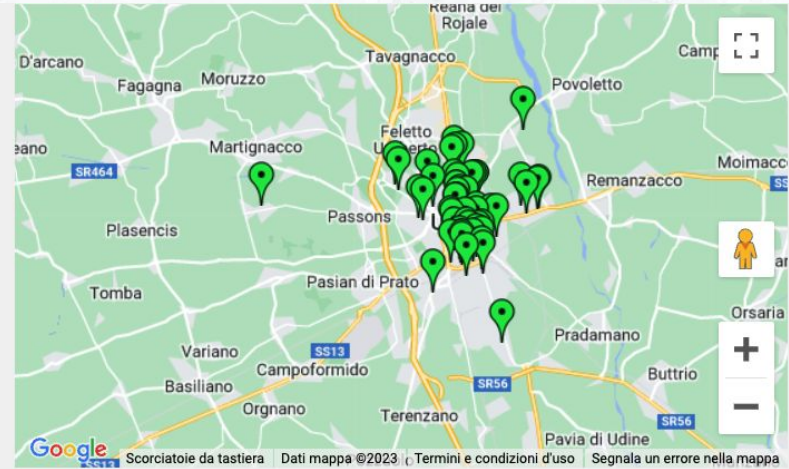 Reana del
Rojale
D'arcano
Tavagnacco
Fagagna
Moruzzo
Povoletto
Feletto
Martignacco
SR464
Remanzacco
Passons
Plasencis
Pasian di Prato
Tomba
Orsaria
Pradamano
Variano
SS13
Campoformido
Buttrio
Basiliano
SR56
Orgnano
Terenzano
SR56
Pavia di Udine
Google
Scorciatoie da tastiera
Dati mappa ©2023
Termini e condizioni d'uso
Segnala un errore nella mappa